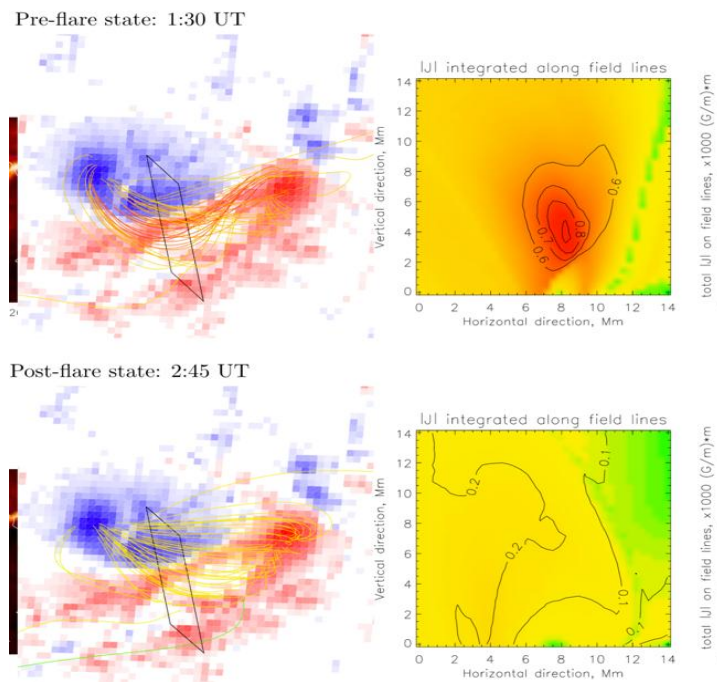 Pre-flare state: 1:30 UT
|J| integrated along field lines
14
12
10
8
6
4
2
0
Vertical direction, Mm
0.6
0.8
0.7
0.6
0 2 4 6 8 10 12 14
Horizontal direction, Mm
total |J| on field lines, x1000 (G/m)*m
Post-flare state: 2:45 UT
|J| integrated along field lines
14
12
10
8
6
4
2
0
Vertical direction, Mm
0.1
0.2
0.2
0.1
0.1
0 2 4 6 8 10 12 14
Horizontal direction, Mm
total |J| on field lines, x1000 (G/m)*m